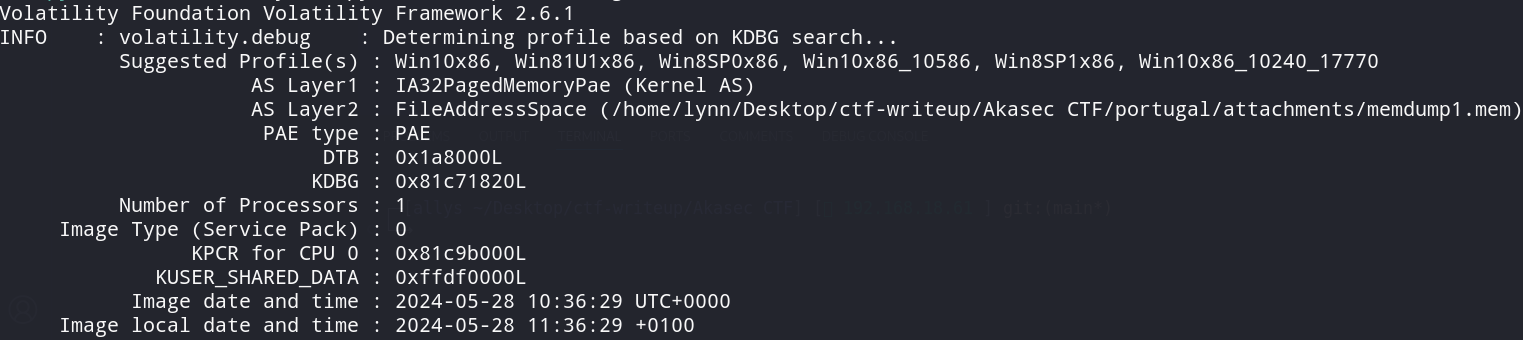 Volatility Foundation Volatility Framework 2.6.1
INFO    : volatility.debug    : Determining profile based on KDBG search...
          Suggested Profile(s) : Win10x86, Win81U1x86, Win8SP0x86, Win10x86_10586, Win8SP1x86, Win10x86_10240_17770
                     AS Layer1 : IA32PagedMemoryPae (Kernel AS)
                     AS Layer2 : FileAddressSpace (/home/lynn/Desktop/ctf-writeup/Akasec CTF/portugal/attachments/memdump1.mem)
                      PAE type : PAE
                           DTB : 0x1a8000L
                          KDBG : 0x81c71820L
          Number of Processors : 1
     Image Type (Service Pack) : 0
                KPCR for CPU 0 : 0x81c9b000L
             KUSER_SHARED_DATA : 0xffdf0000L
           Image date and time : 2024-05-28 10:36:29 UTC+0000
     Image local date and time : 2024-05-28 11:36:29 +0100